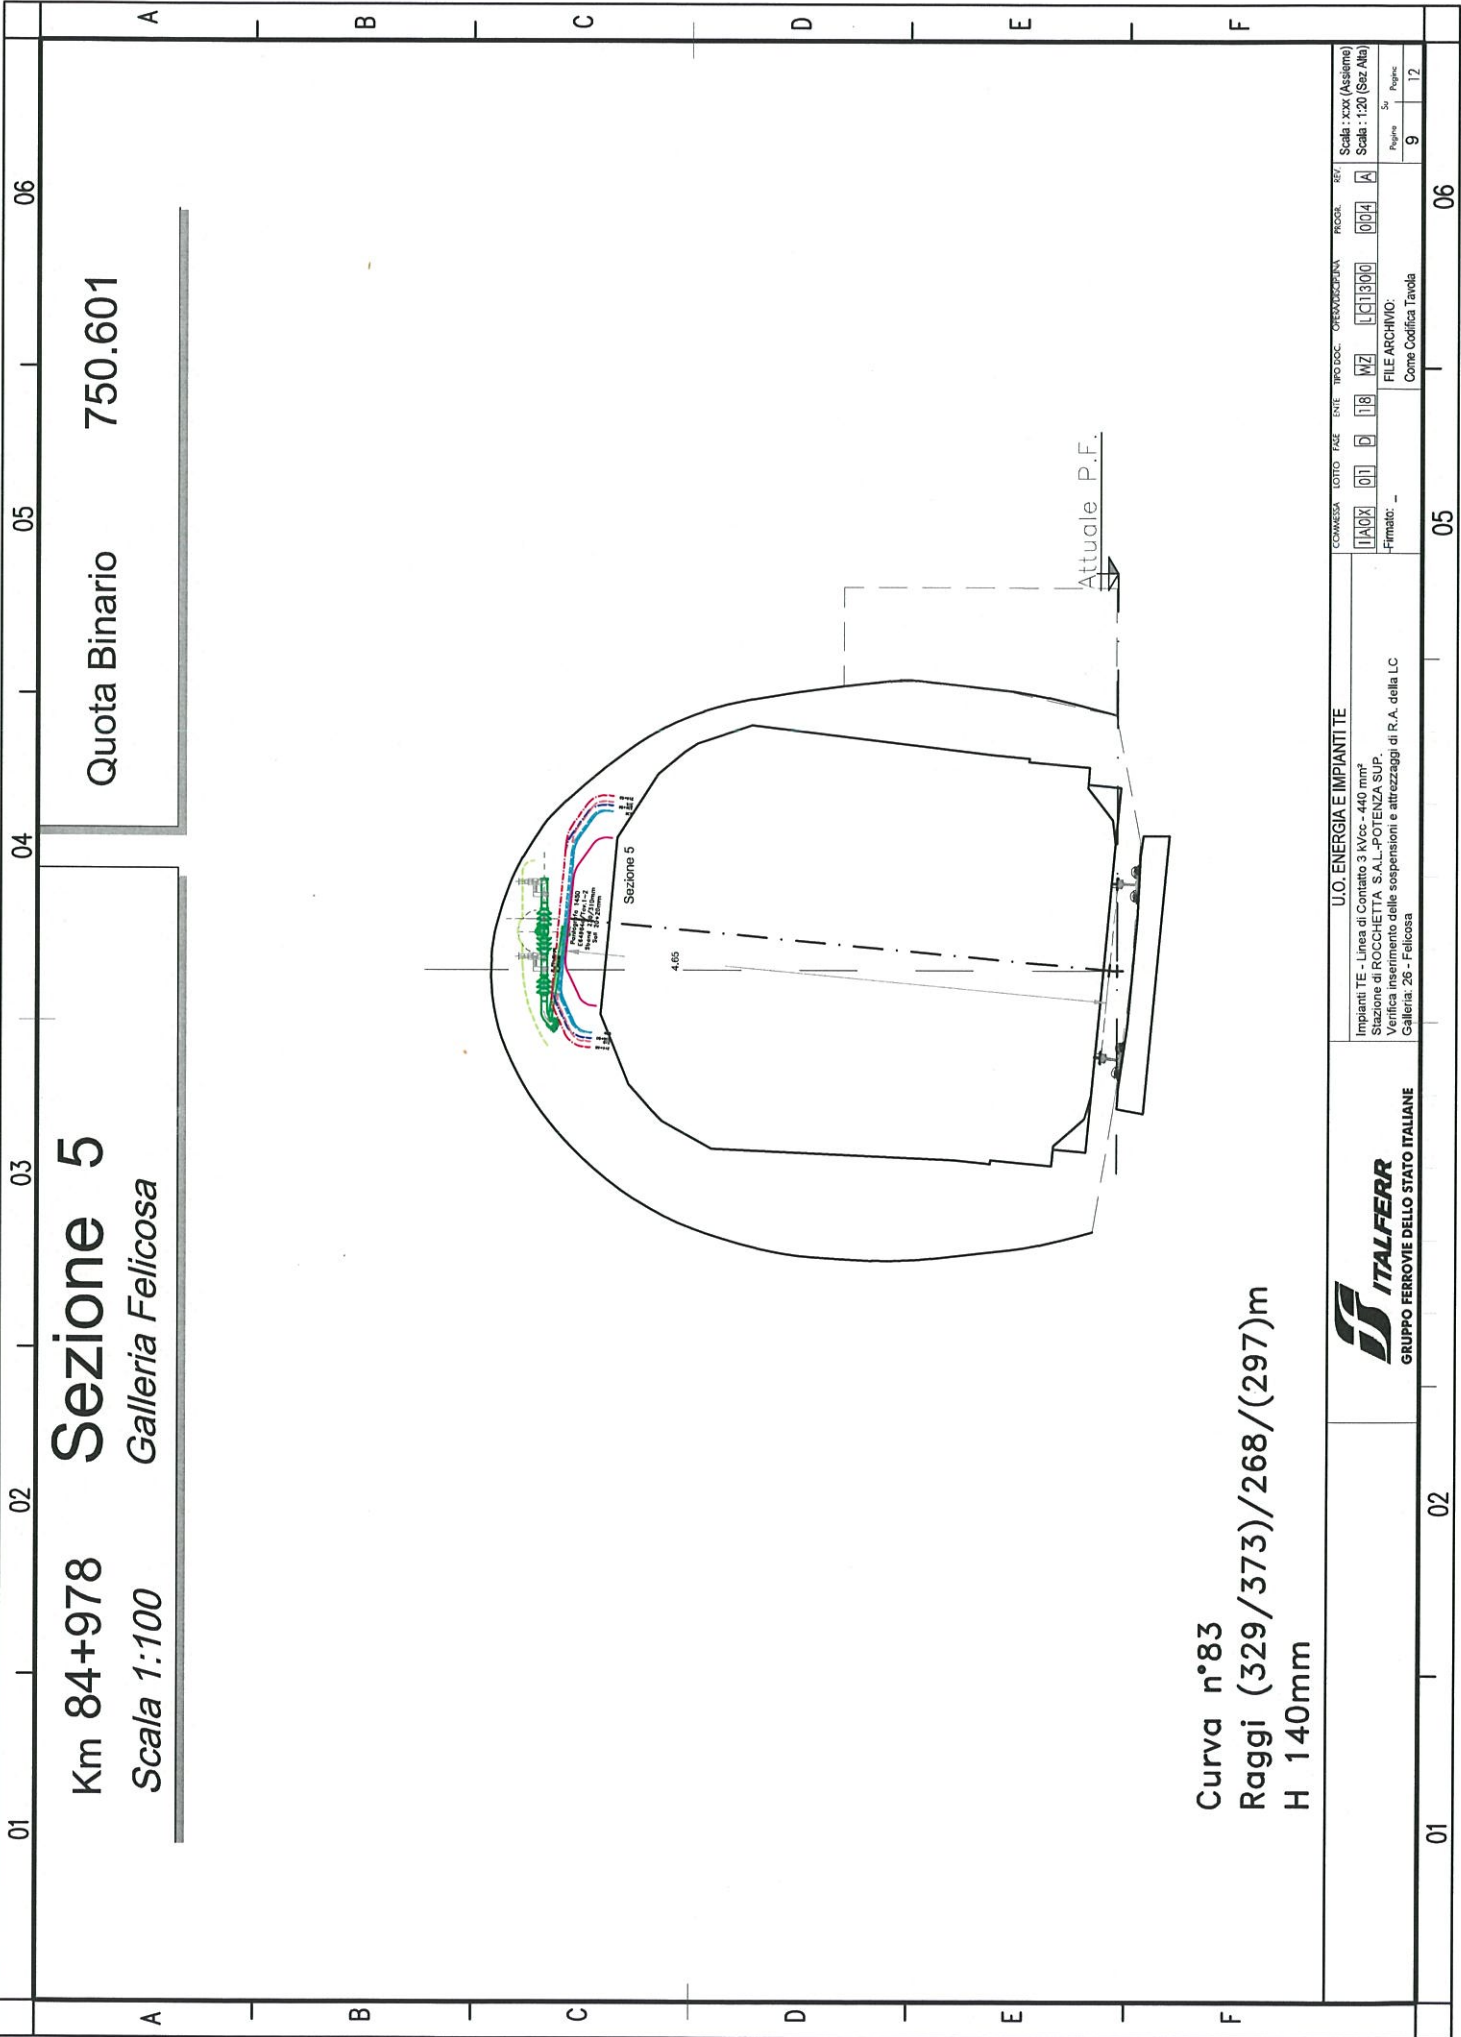 01 02 03 04 05 06
A
B
C
D
E
F
Km 84+978 Sezione 5
Scala 1:100 Galleria Felicosa
Quota Binario 750.601
Sezione 5
4.65
Attuale P.F.
Curva n°83
Raggi (329/373)/268/(297)m
H 140mm
ITALFERR
GRUPPO FERROVIE DELLO STATO ITALIANE
U.O. ENERGIA E IMPIANTI TE
Impianti TE - Linea di Contatto 3 kVcc - 440 mm²
Stazione di ROCCHETTA S.A.L.-POTENZA SUP.
Verifica inserimento delle sospensioni e attrezzaggi di R.A. della LC
Galleria: 26 - Felicosa
COMMESSA LOTTO FASE ENTE TIPO DOC. OPERA/DISCIPLINA PROGR. REV.
IA0X 01 D 18 WZ LC1300 004 A
Firmato: _
FILE ARCHIVIO:
Come Codifica Tavola
Scala : x:xx (Assieme)
Scala : 1:20 (Sez Alta)
Pagina Su Pagine
9 12
A
B
C
D
E
F
01 02 05 06